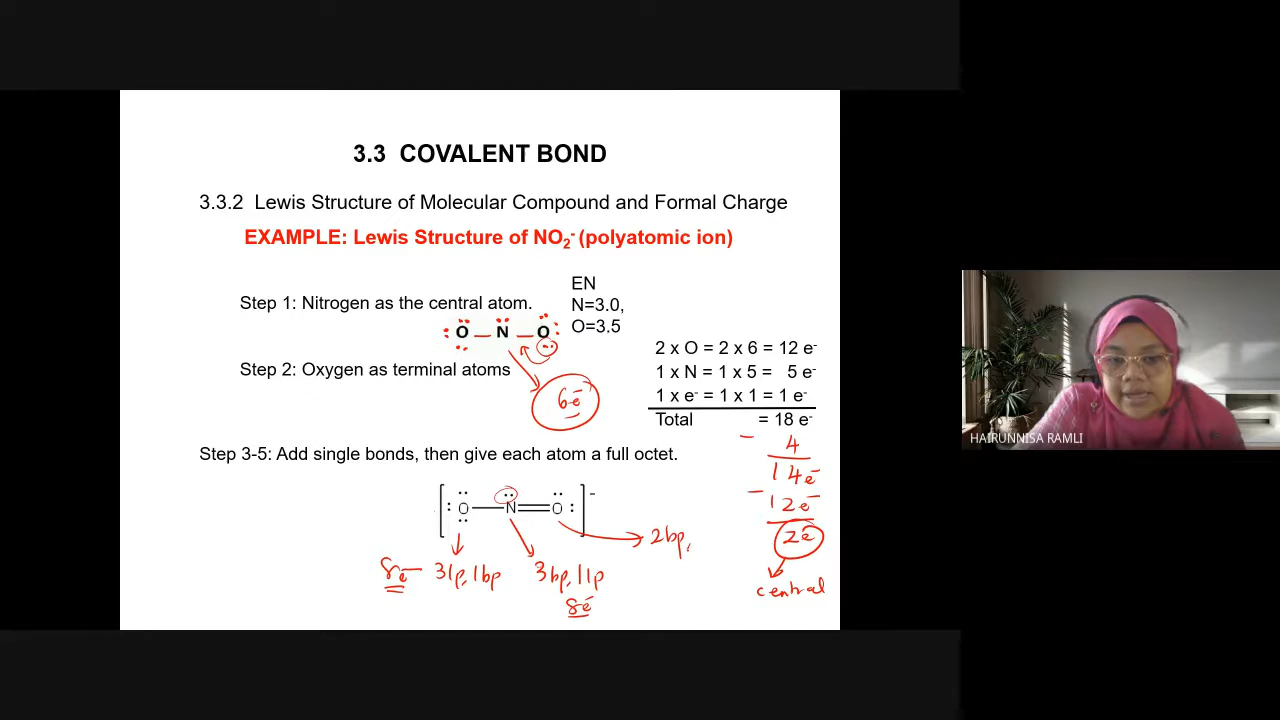 3.3 COVALENT BOND
3.3.2 Lewis Structure of Molecular Compound and Formal Charge
EXAMPLE: Lewis Structure of NO₂⁻ (polyatomic ion)
EN
Step 1: Nitrogen as the central atom.
N=3.0,
O=3.5
O N O
2 x O = 2 x 6 = 12 e⁻
Step 2: Oxygen as terminal atoms
1 x N = 1 x 5 = 5 e⁻
6e⁻
1 x e⁻ = 1 x 1 = 1 e⁻
Total = 18 e⁻
- 4
Step 3-5: Add single bonds, then give each atom a full octet.
14e⁻
- 12e⁻
[:O—N=O:]⁻
2e⁻
2bp,
8e⁻ 3lp, 1bp
3bp, 1lp
8e⁻
central
HAIRUNNISA RAMLI